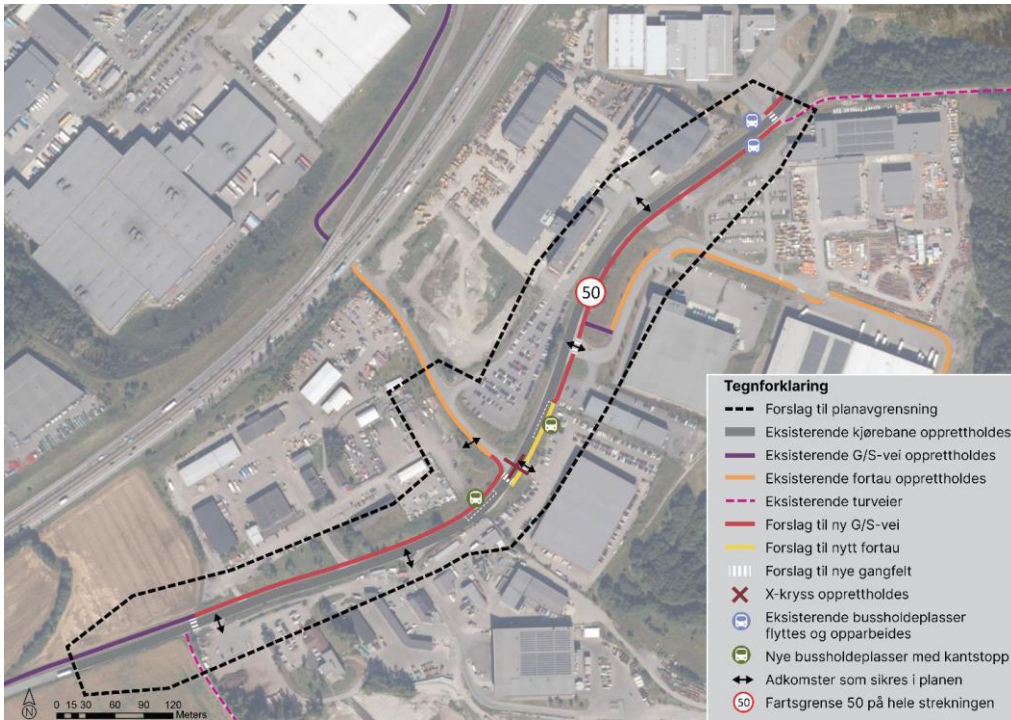 50
Tegnforklaring
Forslag til planavgrensning
Eksisterende kjørebane opprettholdes
Eksisterende G/S-vei opprettholdes
Eksisterende fortau opprettholdes
Eksisterende turveier
Forslag til ny G/S-vei
Forslag til nytt fortau
Forslag til nye gangfelt
X-kryss opprettholdes
Eksisterende bussholdeplasser
flyttes og opparbeides
Nye bussholdeplasser med kantstopp
Adkomster som sikres i planen
50 Fartsgrense 50 på hele strekningen
N
0 15 30 60 90 120
Meters